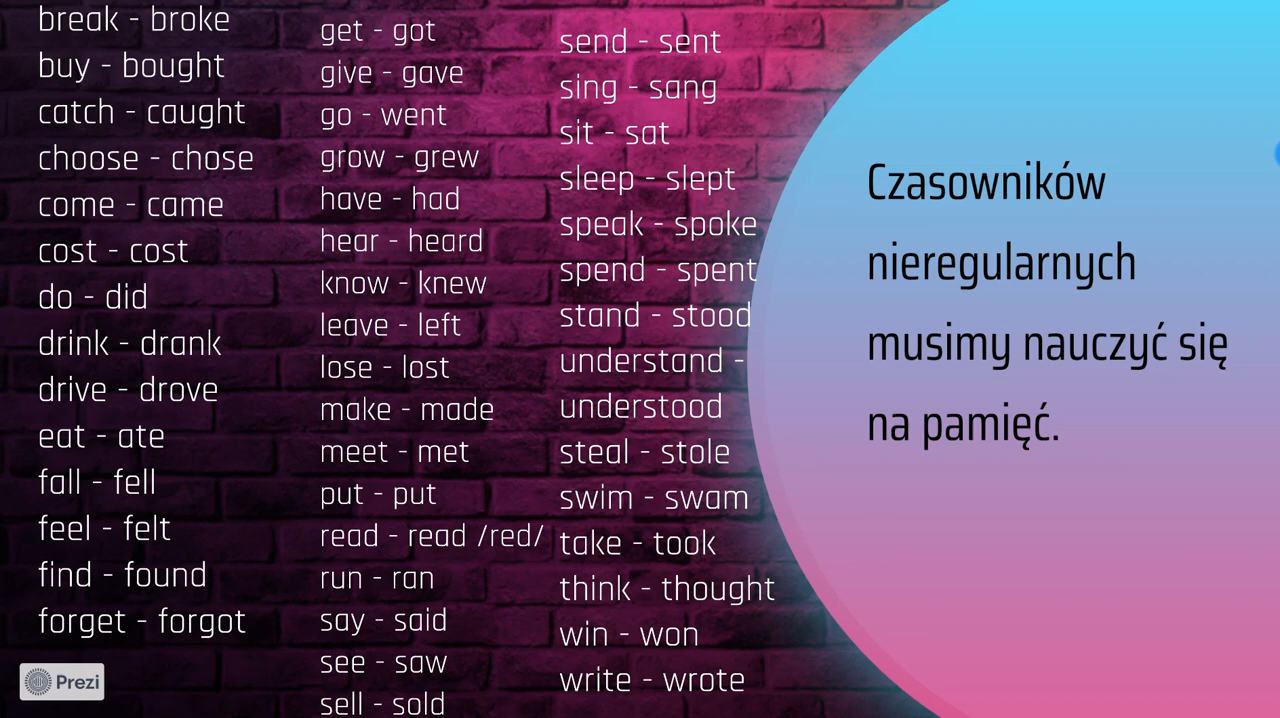 break - broke
buy - bought
catch - caught
choose - chose
come - came
cost - cost
do - did
drink - drank
drive - drove
eat - ate
fall - fell
feel - felt
find - found
forget - forgot
get - got
give - gave
go - went
grow - grew
have - had
hear - heard
know - knew
leave - left
lose - lost
make - made
meet - met
put - put
read - read /red/
run - ran
say - said
see - saw
sell - sold
send - sent
sing - sang
sit - sat
sleep - slept
speak - spoke
spend - spent
stand - stood
understand -
understood
steal - stole
swim - swam
take - took
think - thought
win - won
write - wrote
Czasowników
nieregularnych
musimy nauczyć się
na pamięć.
Prezi